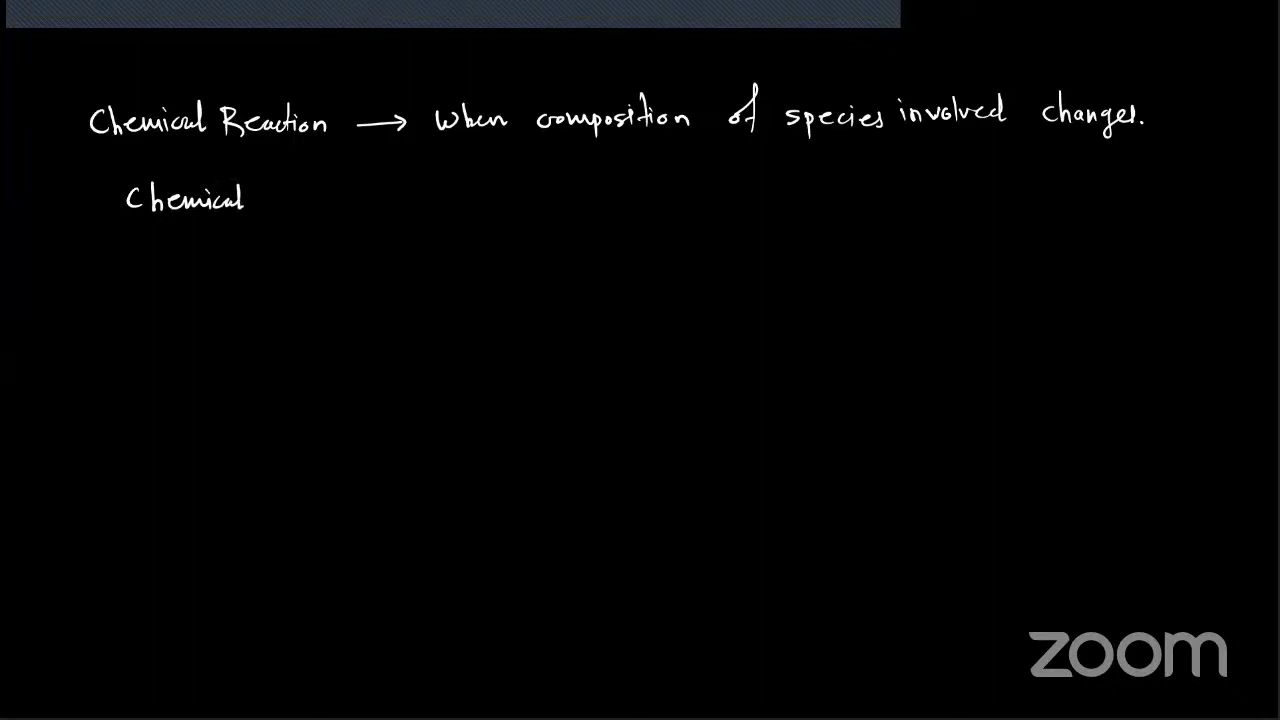 Chemical Reaction → When composition of species involved changes.
Chemical
zoom